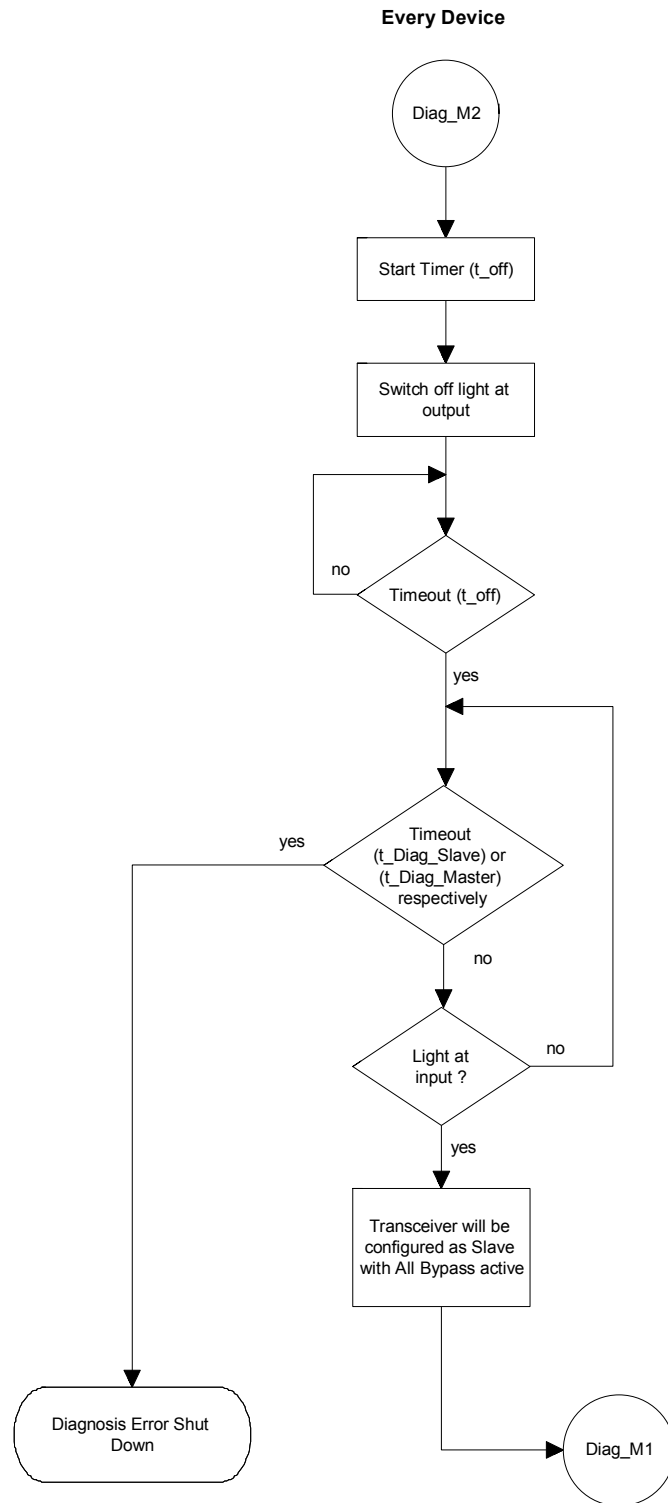 Every Device
Diag_M2
Start Timer (t_off)
Switch off light at
output
no
Timeout (t_off)
yes
yes
Timeout
(t_Diag_Slave) or
(t_Diag_Master)
respectively
no
Light at
input ?
no
yes
Transceiver will be
configured as Slave
with All Bypass active
Diagnosis Error Shut
Down
Diag_M1